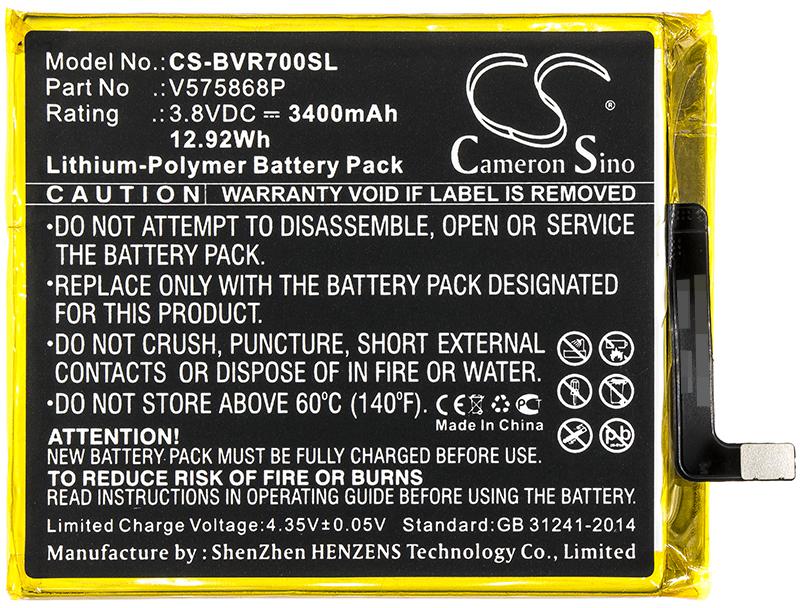 Model No.: CS-BVR700SL
Part No .: V575868P
Rating .: 3.8VDC ⎓ 3400mAh
12.92Wh
Lithium-Polymer Battery Pack
Cameron Sino
®
CAUTION WARRANTY VOID IF LABEL IS REMOVED
•DO NOT ATTEMPT TO DISASSEMBLE, OPEN OR SERVICE
THE BATTERY PACK.
•REPLACE ONLY WITH THE BATTERY PACK DESIGNATED FOR
THIS PRODUCT.
•DO NOT CRUSH, PUNCTURE, SHORT EXTERNAL
CONTACTS OR DISPOSE OF IN FIRE OR WATER.
•DO NOT STORE ABOVE 60°C (140°F).
CE
Made In China
Pb
ATTENTION!
NEW BATTERY PACK MUST BE FULLY CHARGED BEFORE USE.
TO REDUCE RISK OF FIRE OR BURNS
READ INSTRUCTIONS IN OPERATING GUIDE BEFORE USING BATTERY.
Limited Charge Voltage:4.35V±0.05V Standard:GB 31241-2014
Manufacture by : ShenZhen HENZENS Technology Co.,Limited